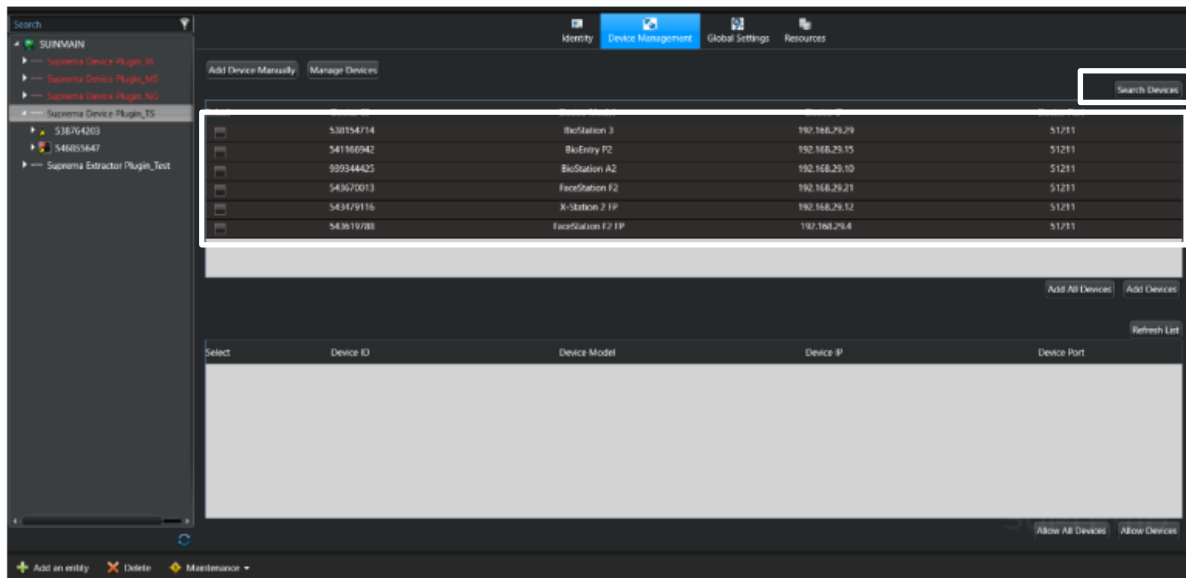 Search
Identity Device Management Global Settings Resources
SUINMAIN
Suprema Device Plugin_IR
Suprema Device Plugin_MS
Suprema Device Plugin_NG
Suprema Device Plugin_TS
538764203
546855647
Suprema Extractor Plugin_Test
Add Device Manually Manage Devices
Search Devices
538154714 BioStation 3 192.168.29.29 51211
541166942 BioEntry P2 192.168.29.15 51211
939344425 BioStation A2 192.168.29.10 51211
543670013 FaceStation F2 192.168.29.21 51211
543479116 X-Station 2 FP 192.168.29.12 51211
543619788 FaceStation F2 FP 192.168.29.4 51211
Add All Devices Add Devices
Refresh List
Select Device ID Device Model Device IP Device Port
Allow All Devices Allow Devices
Add an entity Delete Maintenance